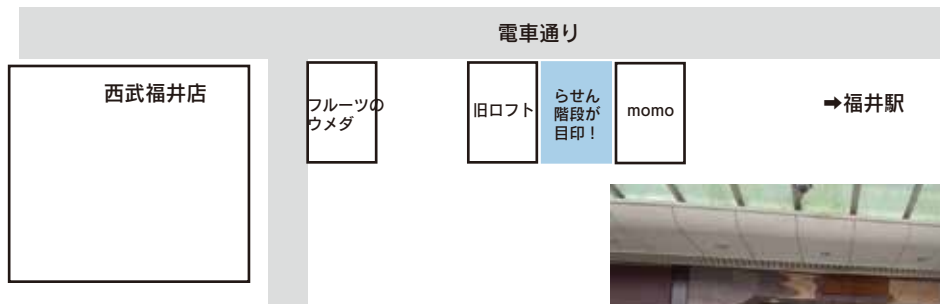 電車通り
西武福井店
フルーツの
ウメダ
旧ロフト
らせん
階段が
目印！
momo
➡福井駅